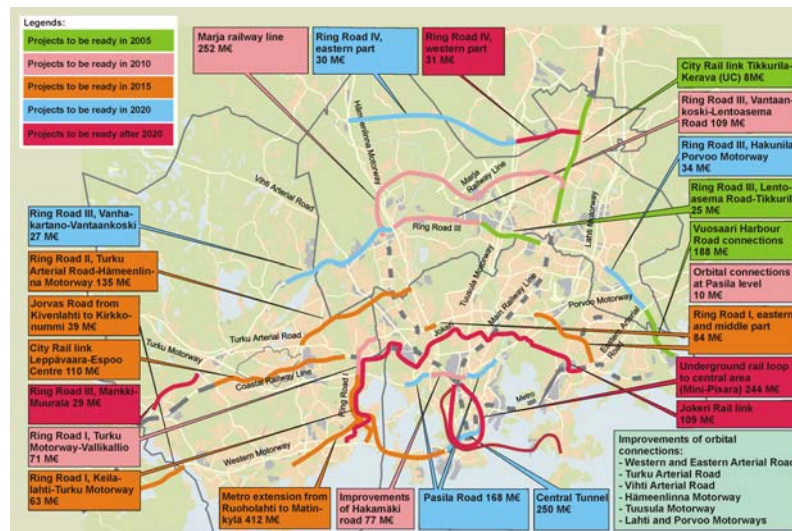 Legends:
Projects to be ready in 2005
Projects to be ready in 2010
Projects to be ready in 2015
Projects to be ready in 2020
Projects to be ready after 2020
Marja railway line
252 M€
Ring Road IV,
eastern part
30 M€
Ring Road IV,
western part
31 M€
City Rail link Tikkurila-
Kerava (UC) 8M€
Ring Road III, Vantaan-
koski-Lentoasema
Road 109 M€
Ring Road III, Hakunila
Porvoo Motorway
34 M€
Ring Road III, Lento-
asema Road-Tikkuril
25 M€
Vuosaari Harbour
Road connections
188 M€
Orbital connections
at Pasila level
10 M€
Ring Road I, eastern
and middle part
84 M€
Underground rail loop
to central area
(Mini-Pisara) 244 M€
Jokeri Rail link
109 M€
Ring Road III, Vanha-
kartano-Vantaankoski
27 M€
Ring Road II, Turku
Arterial Road-Hämeenlin-
na Motorway 135 M€
Jorvas Road from
Kivenlahti to Kirkko-
nummi 39 M€
City Rail link
Leppävaara-Espoo
Centre 110 M€
Ring Road III, Mankki-
Muurala 29 M€
Ring Road I, Turku
Motorway-Vallikallio
71 M€
Ring Road I, Keila-
lahti-Turku Motorway
63 M€
Metro extension from
Ruoholahti to Matin-
kylä 412 M€
Improvements of
Hakamäki
road 77 M€
Pasila Road 168 M€
Central Tunnel
250 M€
Improvements of orbital
connections:
- Western and Eastern Arterial Road
- Turku Arterial Road
- Vihti Arterial Road
- Hämeenlinna Motorway
- Tuusula Motorway
- Lahti and Porvoo Motorways
Hämeenlinna Motorway
Vihti Arterial Road
Marja
Railway Line
Ring Road III
Lahti Motorway
Tuusula Motorway
Main Railway Line
Porvoo Motorway
Eastern Arterial
Road
Turku Arterial Road
Jokeri
Turku Motorway
Coastal Railway Line
Ring Road I
Western Motorway
Metro